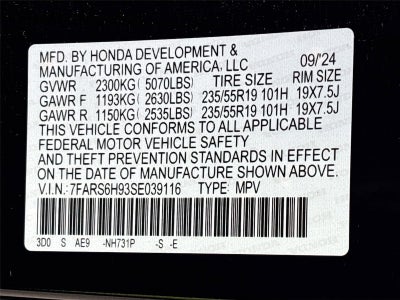 MFD. BY HONDA DEVELOPMENT &
MANUFACTURING OF AMERICA, LLC 09/'24
GVWR 2300KG ( 5070LBS) TIRE SIZE RIM SIZE
GAWR F 1193KG ( 2630LBS) 235/55R19 101H 19X7.5J
GAWR R 1150KG ( 2535LBS) 235/55R19 101H 19X7.5J
THIS VEHICLE CONFORMS TO ALL APPLICABLE
FEDERAL MOTOR VEHICLE SAFETY
AND THEFT PREVENTION STANDARDS IN EFFECT
ON THE DATE OF MANUFACTURE SHOWN ABOVE.
V.I.N.: 7FARS6H93SE039116 TYPE: MPV
3D0 S AE9 -NH731P -S -E